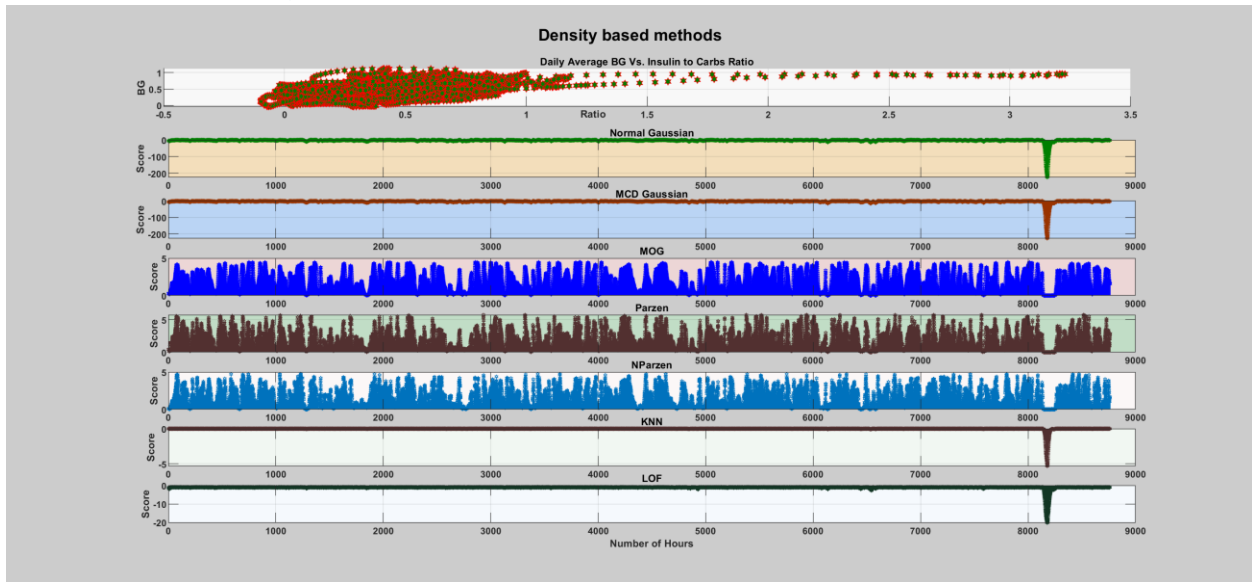 Density based methods
Daily Average BG Vs. Insulin to Carbs Ratio
BG
1
0.5
0
-0.5 0 0.5 1 1.5 2 2.5 3 3.5
Ratio
Normal Gaussian
Score
0
-100
-200
0 1000 2000 3000 4000 5000 6000 7000 8000 9000
MCD Gaussian
Score
0
-100
-200
0 1000 2000 3000 4000 5000 6000 7000 8000 9000
MOG
Score
5
0
0 1000 2000 3000 4000 5000 6000 7000 8000 9000
Parzen
Score
5
0
0 1000 2000 3000 4000 5000 6000 7000 8000 9000
NParzen
Score
5
0
0 1000 2000 3000 4000 5000 6000 7000 8000 9000
KNN
Score
0
-5
0 1000 2000 3000 4000 5000 6000 7000 8000 9000
LOF
Score
0
-10
-20
0 1000 2000 3000 4000 5000 6000 7000 8000 9000
Number of Hours